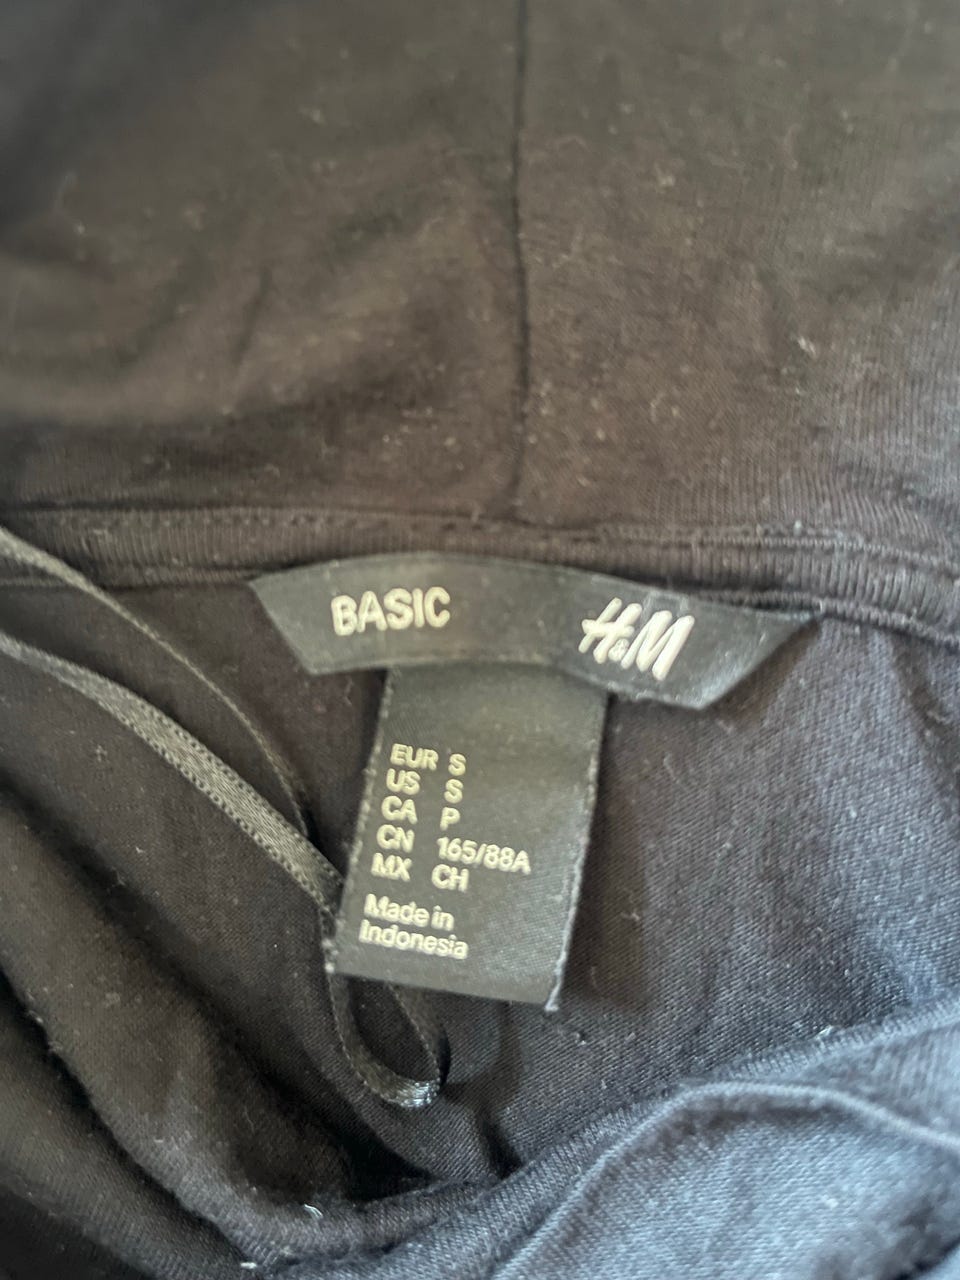 BASIC H&M
EUR S
US S
CA P
CN 165/88A
MX CH
Made in
Indonesia